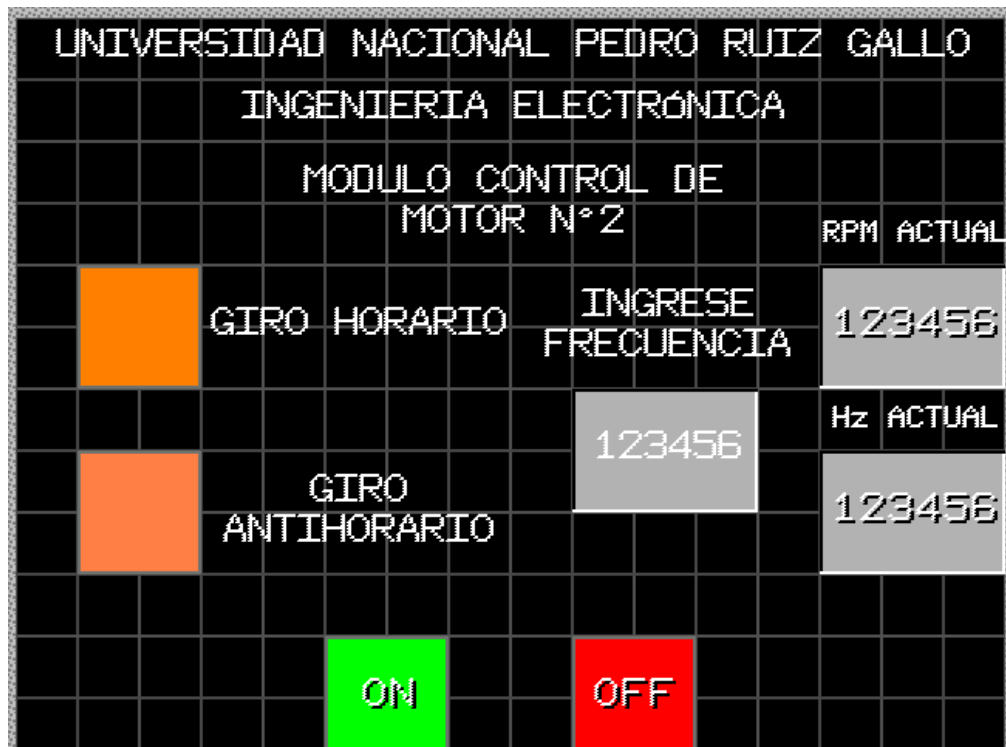 UNIVERSIDAD NACIONAL PEDRO RUIZ GALLO
INGENIERIA ELECTRóNICA
MODULO CONTROL DE
MOTOR N°2
RPM ACTUAL
GIRO HORARIO
INGRESE
FRECUENCIA
123456
Hz ACTUAL
123456
GIRO
ANTIHORARIO
123456
ON
OFF